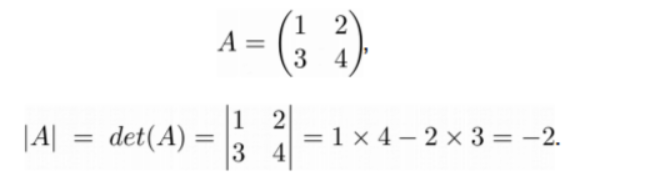 A = (1 2
3 4),
|A| = det(A) = |1 2
3 4| = 1 × 4 − 2 × 3 = −2.